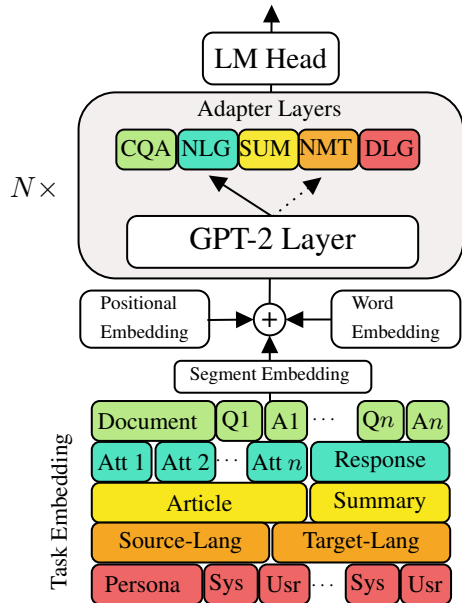 LM Head
Adapter Layers
CQA NLG SUM NMT DLG
N×
GPT-2 Layer
Positional Embedding
+
Word Embedding
Segment Embedding
Task Embedding
Document Q1 A1 ··· Qn An
Att 1 Att 2 ··· Att n Response
Article Summary
Source-Lang Target-Lang
Persona Sys Usr ··· Sys Usr